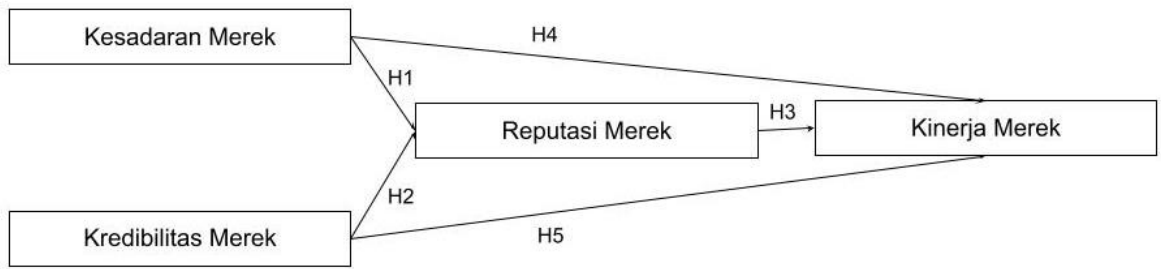 Kesadaran Merek
H4
H1
Reputasi Merek
H3
Kinerja Merek
H2
Kredibilitas Merek
H5